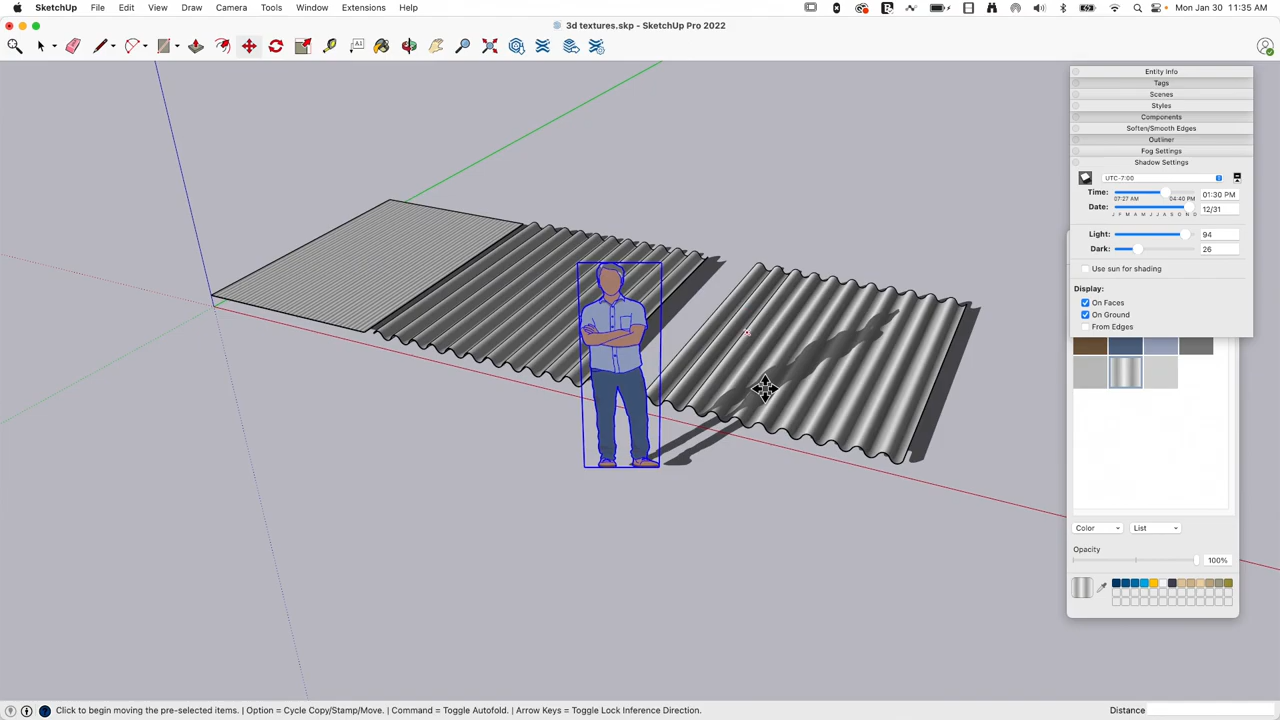 SketchUp File Edit View Draw Camera Tools Window Extensions Help Mon Jan 30 11:35 AM
3d textures.skp - SketchUp Pro 2022
Entity Info
Tags
Scenes
Styles
Components
Soften/Smooth Edges
Outliner
Fog Settings
Shadow Settings
UTC-7:00
Time: 01:30 PM
07:27 AM 04:40 PM
Date: 12/31
J F M A M J J A S O N D
Light: 94
Dark: 26
Use sun for shading
Display:
On Faces
On Ground
From Edges
Color List
Opacity
100%
Click to begin moving the pre-selected items. | Option = Cycle Copy/Stamp/Move. | Command = Toggle Autofold. | Arrow Keys = Toggle Lock Inference Direction. Distance